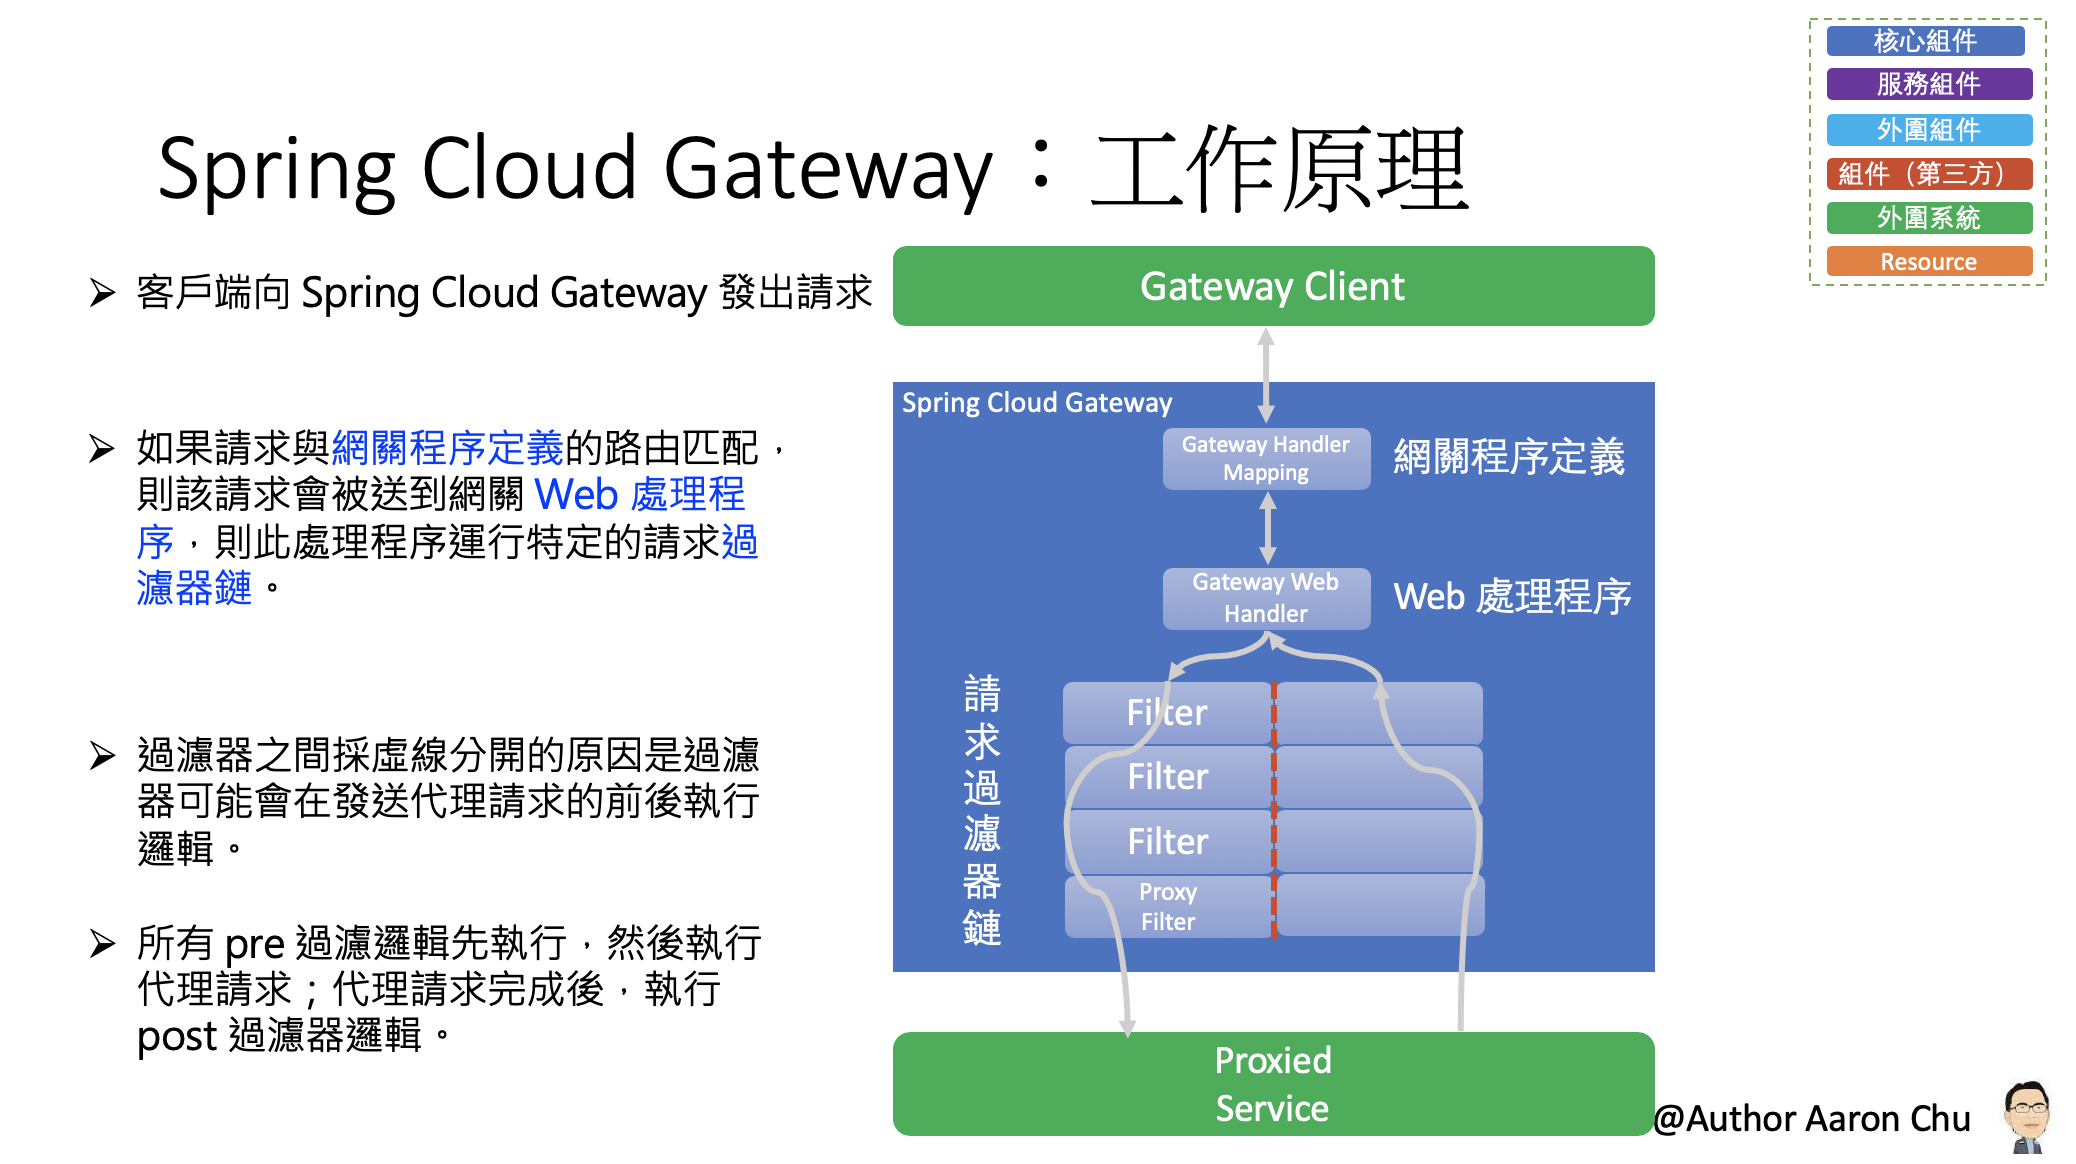 核心組件
服務組件
外圍組件
組件（第三方）
外圍系統
Resource
Spring Cloud Gateway：工作原理
客戶端向 Spring Cloud Gateway 發出請求
如果請求與網關程序定義的路由匹配，
則該請求會被送到網關 Web 處理程
序，則此處理程序運行特定的請求過
濾器鏈。
過濾器之間採虛線分開的原因是過濾
器可能會在發送代理請求的前後執行
邏輯。
所有 pre 過濾邏輯先執行，然後執行
代理請求；代理請求完成後，執行
post 過濾器邏輯。
Gateway Client
Spring Cloud Gateway
Gateway Handler
Mapping
網關程序定義
Gateway Web
Handler
Web 處理程序
請求過濾器鏈
Filter
Filter
Filter
Proxy
Filter
Proxied
Service
@Author Aaron Chu